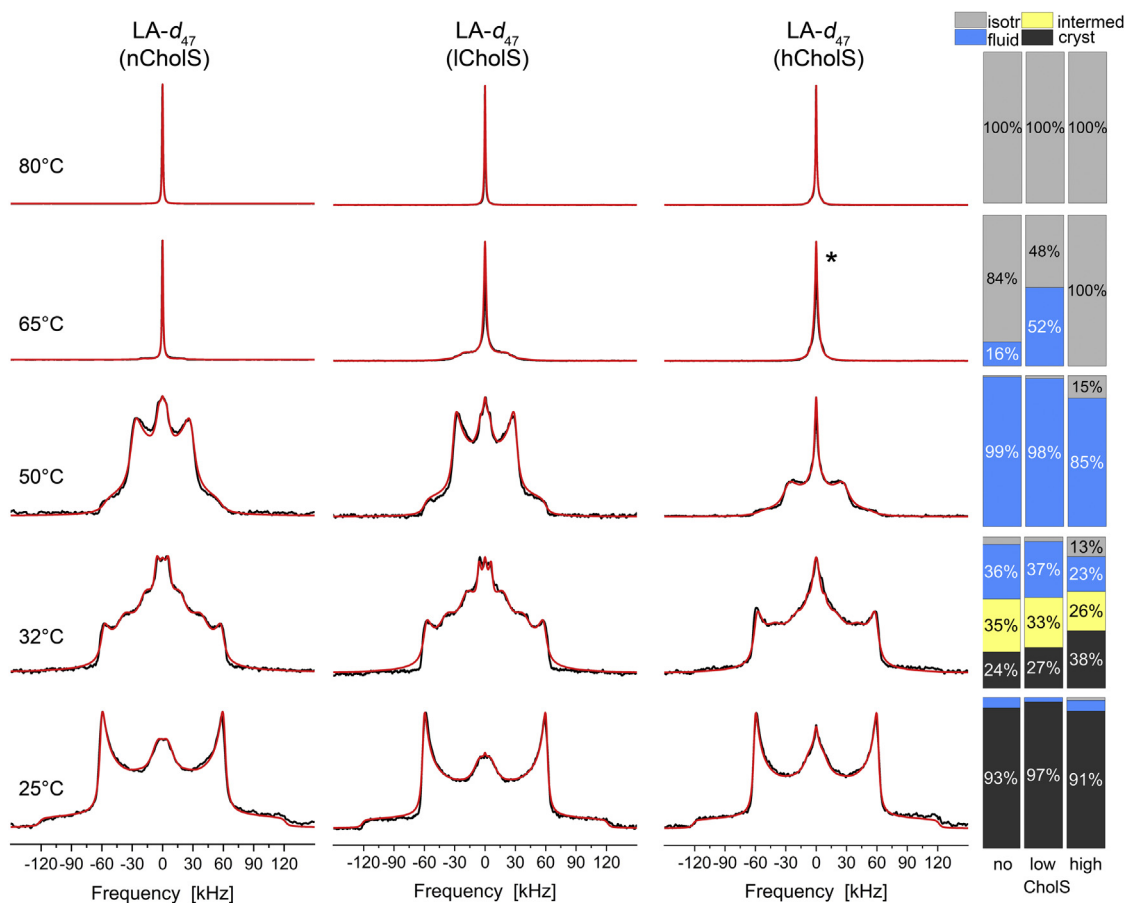 LA-d47
(nCholS)
LA-d47
(lCholS)
LA-d47
(hCholS)
isotr intermed
fluid cryst
80°C
100% 100% 100%
65°C
*
84% 48% 100%
16% 52%
50°C
99% 98% 15%
85%
32°C
36% 37% 13%
23%
35% 33% 26%
24% 27% 38%
25°C
93% 97% 91%
-120-90 -60 -30 0 30 60 90 120
-120-90 -60 -30 0 30 60 90 120
-120-90 -60 -30 0 30 60 90 120
no low high
CholS
Frequency [kHz]
Frequency [kHz]
Frequency [kHz]